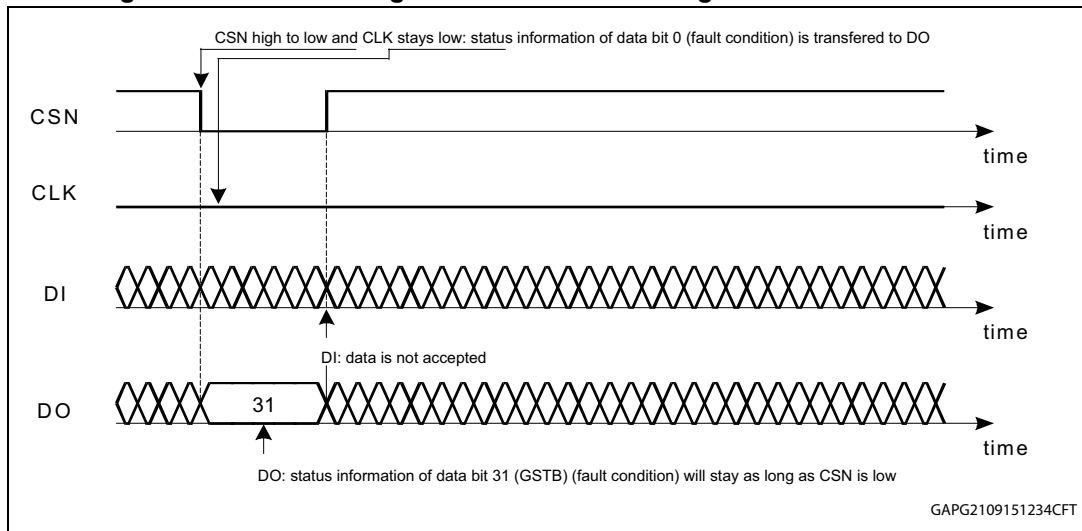 CSN high to low and CLK stays low: status information of data bit 0 (fault condition) is transfered to DO
CSN
time
CLK
time
DI
time
DI: data is not accepted
DO
31
time
DO: status information of data bit 31 (GSTB) (fault condition) will stay as long as CSN is low
GAPG2109151234CFT